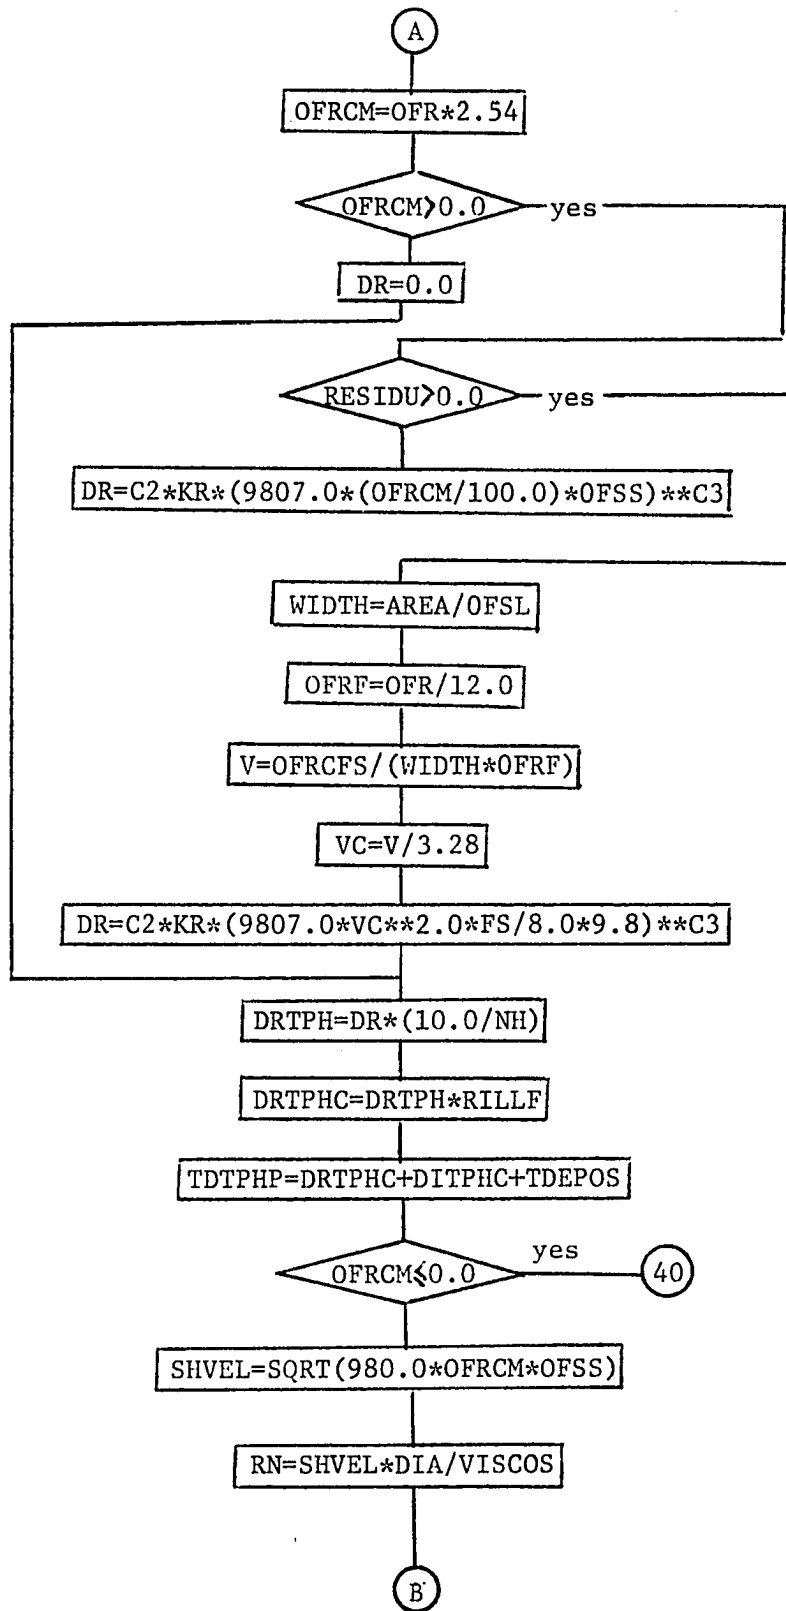 A
OFRCM=OFR*2.54
OFRCM>0.0
yes
DR=0.0
RESIDU>0.0
yes
DR=C2*KR*(9807.0*(OFRCM/100.0)*OFSS)**C3
WIDTH=AREA/OFSL
OFRF=OFR/12.0
V=OFRCFS/(WIDTH*OFRF)
VC=V/3.28
DR=C2*KR*(9807.0*VC**2.0*FS/8.0*9.8)**C3
DRTPH=DR*(10.0/NH)
DRTPHC=DRTPH*RILLF
TDTPHP=DRTPHC+DITPHC+TDEPOS
yes
OFRCM≤0.0
40
SHVEL=SQRT(980.0*OFRCM*OFSS)
RN=SHVEL*DIA/VISCOS
B